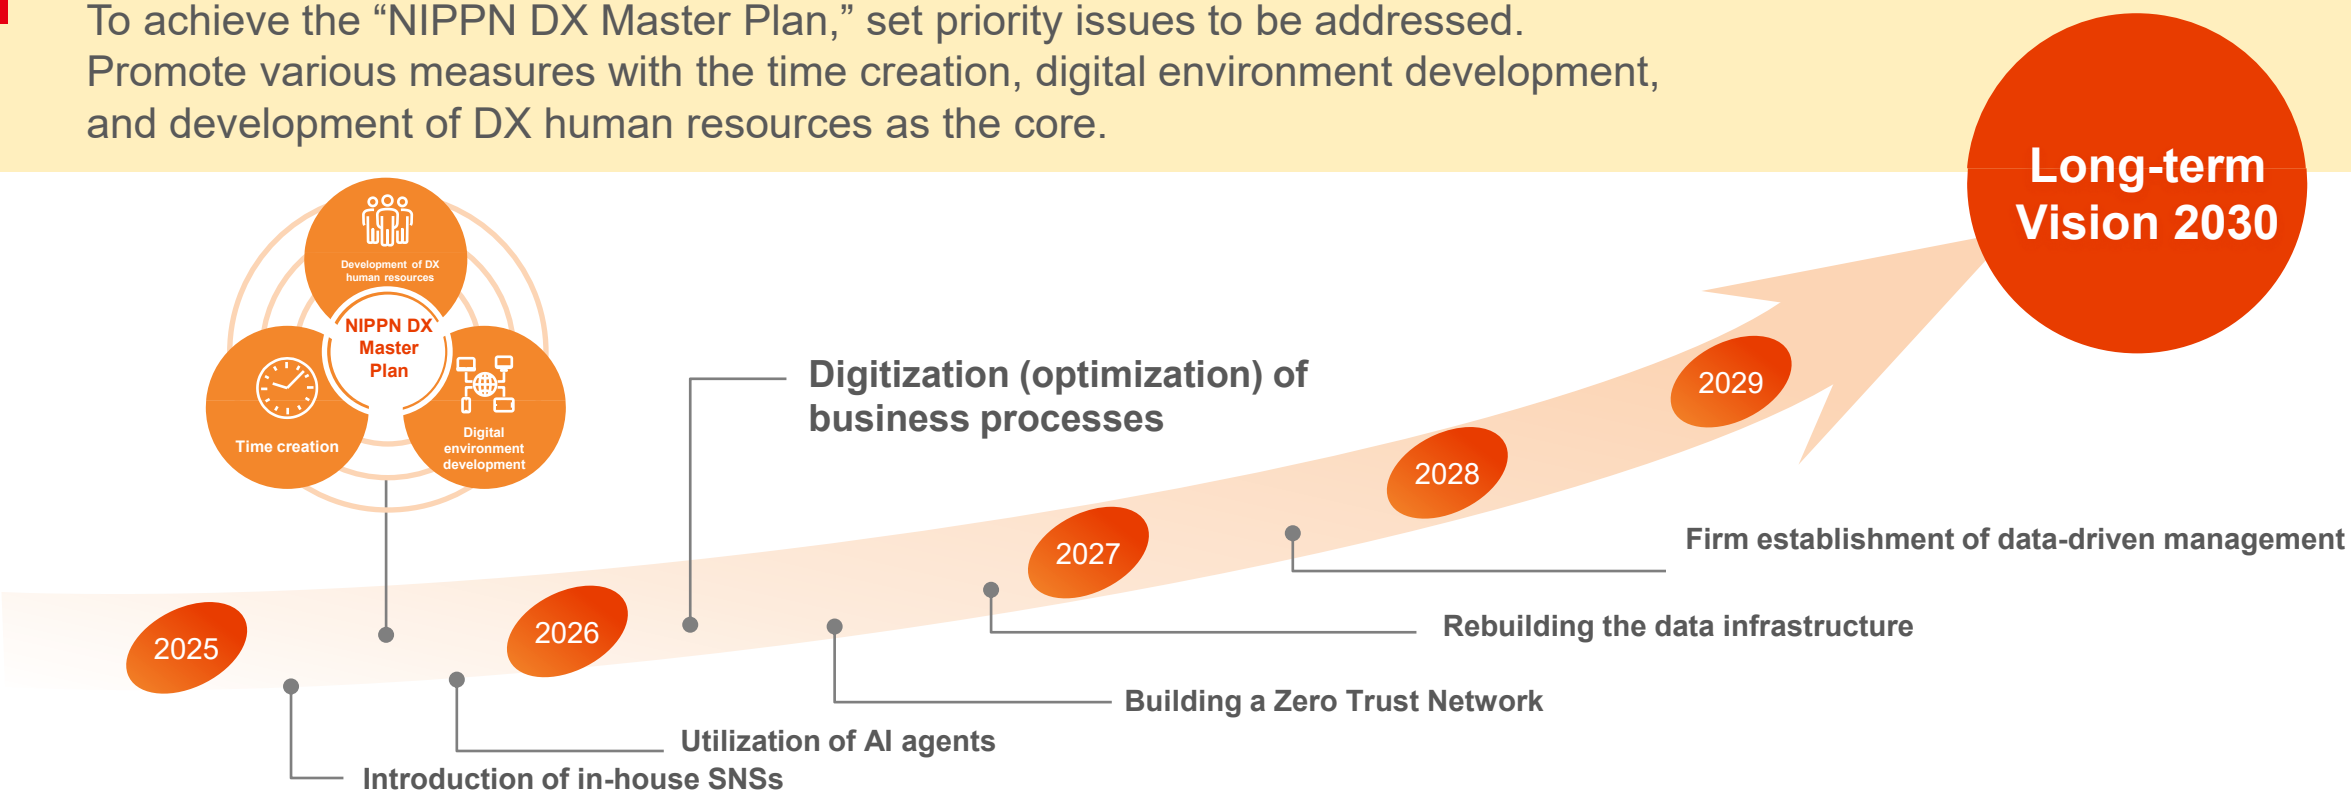 To achieve the “NIPPN DX Master Plan,” set priority issues to be addressed.
Promote various measures with the time creation, digital environment development,
and development of DX human resources as the core.
Long-term
Vision 2030
Development of DX
human resources
NIPPN DX
Master
Plan
Time creation
Digital
environment
development
Digitization (optimization) of
business processes
2025
2026
2027
2028
2029
Firm establishment of data-driven management
Rebuilding the data infrastructure
Building a Zero Trust Network
Utilization of AI agents
Introduction of in-house SNSs